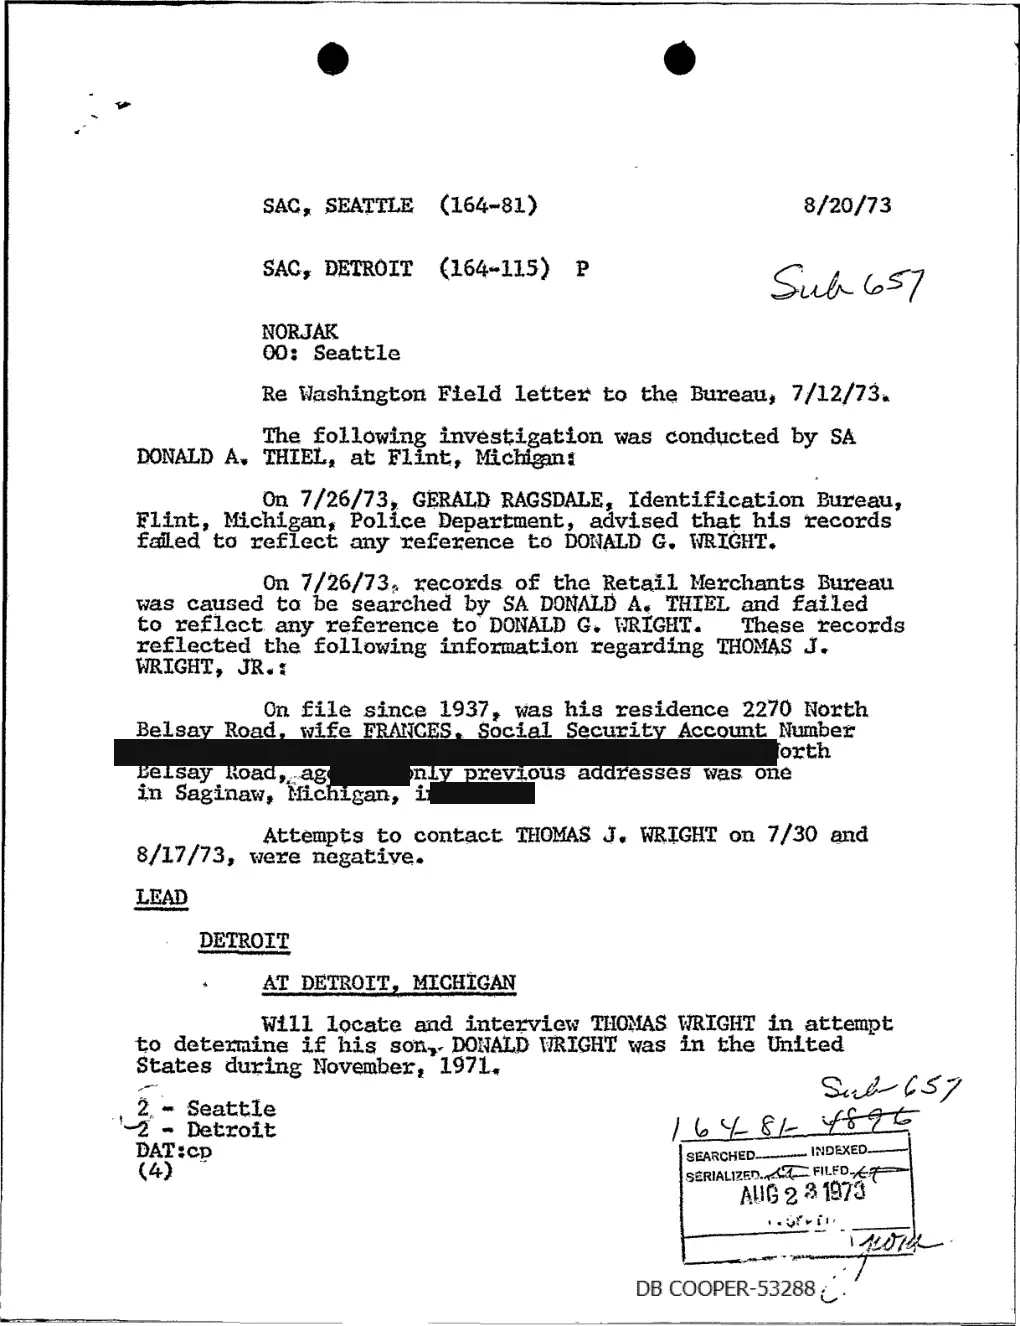 SAC, SEATTLE (164-81) 8/20/73
SAC, DETROIT (164-115) P
Sub 657
NORJAK
OO: Seattle
Re Washington Field letter to the Bureau, 7/12/73.
The following investigation was conducted by SA
DONALD A. THIEL, at Flint, Michigan:
On 7/26/73, GERALD RAGSDALE, Identification Bureau,
Flint, Michigan, Police Department, advised that his records
failed to reflect any reference to DONALD G. WRIGHT.
On 7/26/73, records of the Retail Merchants Bureau
was caused to be searched by SA DONALD A. THIEL and failed
to reflect any reference to DONALD G. WRIGHT. These records
reflected the following information regarding THOMAS J.
WRIGHT, JR.:
On file since 1937, was his residence 2270 North
Belsay Road, wife FRANCES, Social Security Account Number
orth
Belsay Road, ag nly previous addresses was one
in Saginaw, Michigan, i
Attempts to contact THOMAS J. WRIGHT on 7/30 and
8/17/73, were negative.
LEAD
DETROIT
AT DETROIT, MICHIGAN
Will locate and interview THOMAS WRIGHT in attempt
to determine if his son, DONALD WRIGHT was in the United
States during November, 1971.
2 - Seattle
2 - Detroit
DAT:cp
(4)
Sub 657
164-81-4896
SEARCHED INDEXED
SERIALIZED FILED
AUG 23 1973
DB COOPER-53288